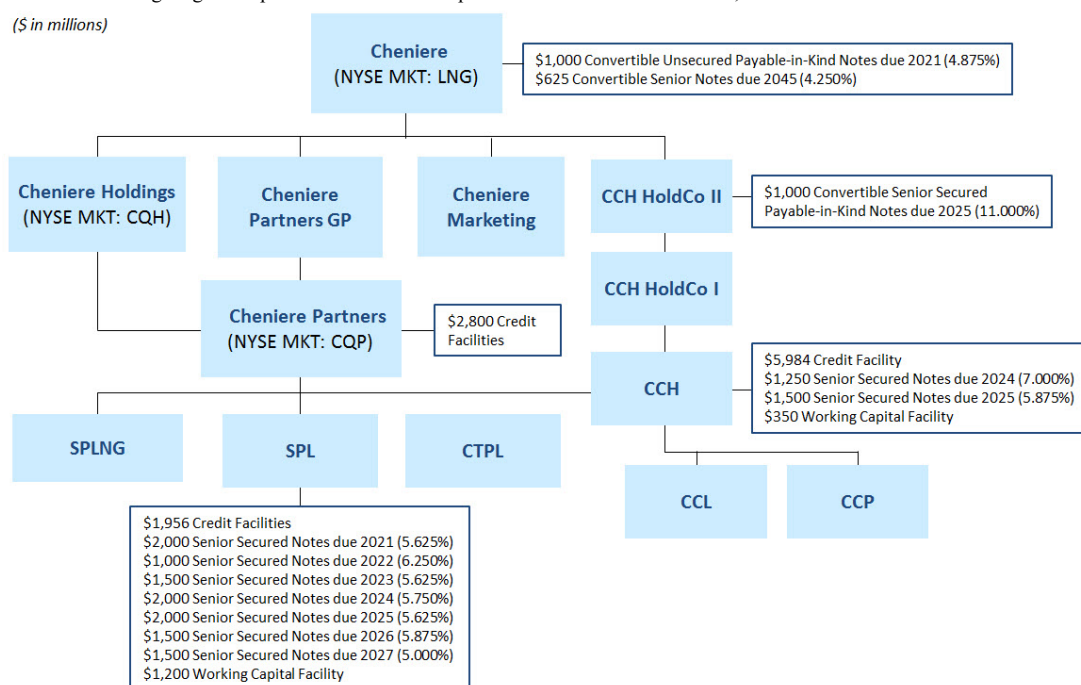 ($ in millions)
Cheniere
(NYSE MKT: LNG)
$1,000 Convertible Unsecured Payable-in-Kind Notes due 2021 (4.875%)
$625 Convertible Senior Notes due 2045 (4.250%)
Cheniere Holdings
(NYSE MKT: CQH)
Cheniere
Partners GP
Cheniere
Marketing
CCH HoldCo II
$1,000 Convertible Senior Secured
Payable-in-Kind Notes due 2025 (11.000%)
CCH HoldCo I
Cheniere Partners
(NYSE MKT: CQP)
$2,800 Credit
Facilities
CCH
$5,984 Credit Facility
$1,250 Senior Secured Notes due 2024 (7.000%)
$1,500 Senior Secured Notes due 2025 (5.875%)
$350 Working Capital Facility
SPLNG
SPL
CTPL
CCL
CCP
$1,956 Credit Facilities
$2,000 Senior Secured Notes due 2021 (5.625%)
$1,000 Senior Secured Notes due 2022 (6.250%)
$1,500 Senior Secured Notes due 2023 (5.625%)
$2,000 Senior Secured Notes due 2024 (5.750%)
$2,000 Senior Secured Notes due 2025 (5.625%)
$1,500 Senior Secured Notes due 2026 (5.875%)
$1,500 Senior Secured Notes due 2027 (5.000%)
$1,200 Working Capital Facility